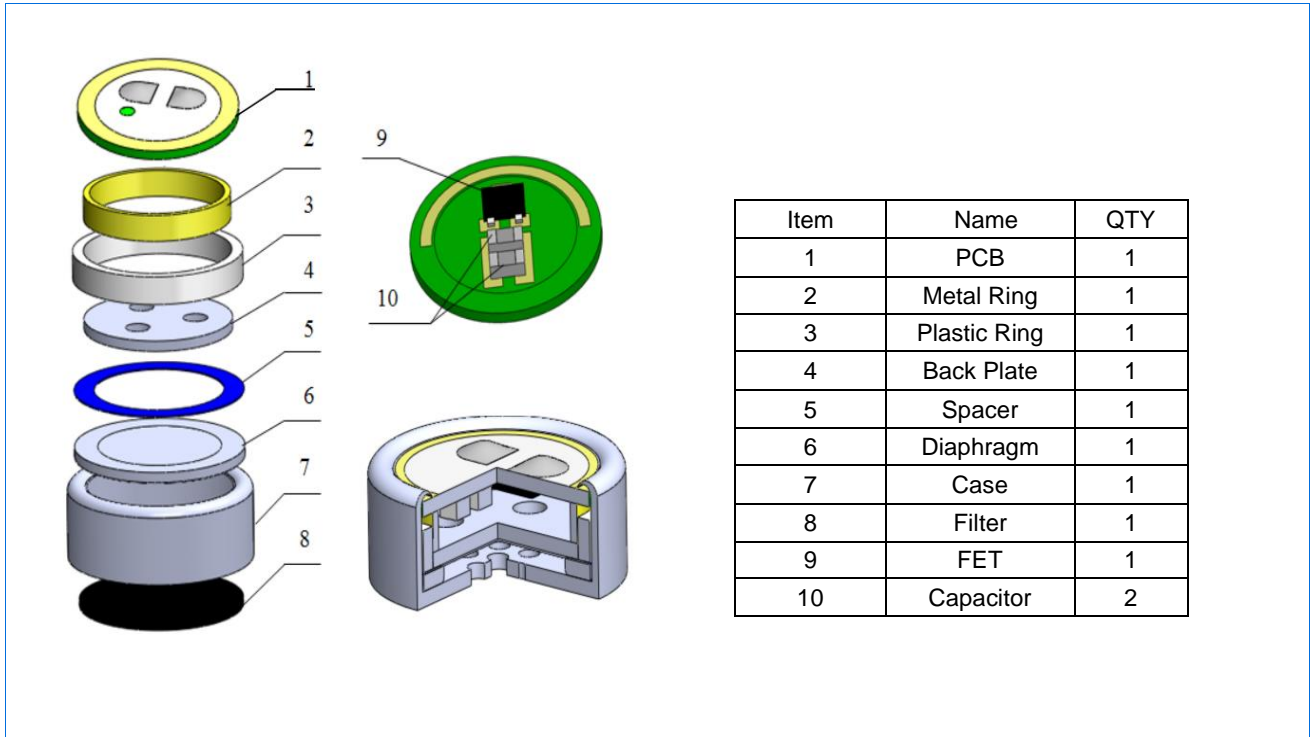 1
2
3
4
5
6
7
8
9
10
Item Name QTY
1 PCB 1
2 Metal Ring 1
3 Plastic Ring 1
4 Back Plate 1
5 Spacer 1
6 Diaphragm 1
7 Case 1
8 Filter 1
9 FET 1
10 Capacitor 2